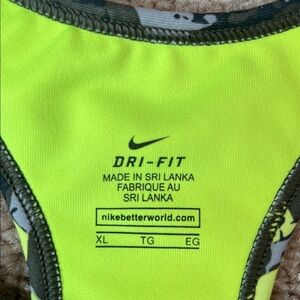 DRI-FIT
MADE IN SRI LANKA
FABRIQUE AU
SRI LANKA
nikebetterworld.com
XL TG EG